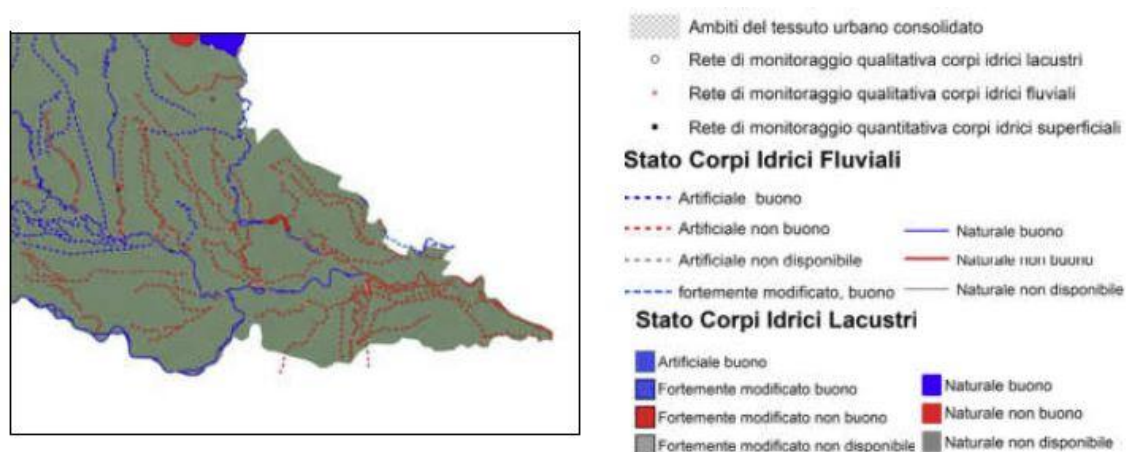 Ambiti del tessuto urbano consolidato
Rete di monitoraggio qualitativa corpi idrici lacustri
Rete di monitoraggio qualitativa corpi idrici fluviali
Rete di monitoraggio quantitativa corpi idrici superficiali
Stato Corpi Idrici Fluviali
Artificiale buono
Artificiale non buono
Artificiale non disponibile
fortemente modificato, buono
Naturale buono
Naturale non buono
Naturale non disponibile
Stato Corpi Idrici Lacustri
Artificiale buono
Fortemente modificato buono
Fortemente modificato non buono
Fortemente modificato non disponibile
Naturale buono
Naturale non buono
Naturale non disponibile